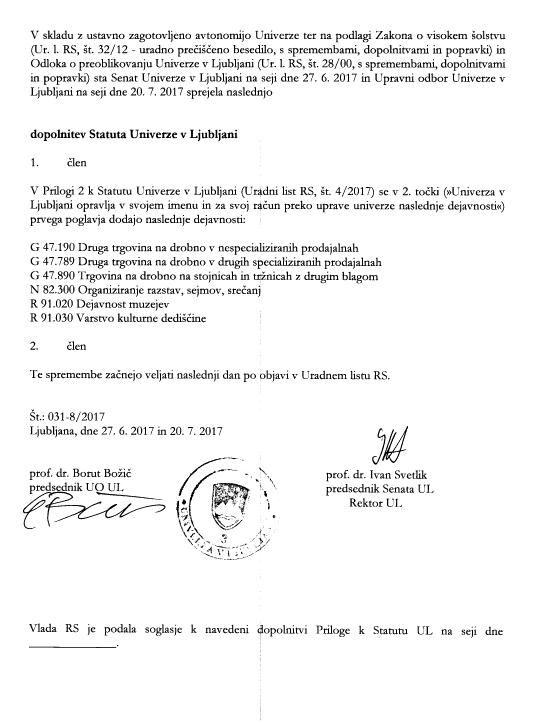 V skladu z ustavno zagotovljeno avtonomijo Univerze ter na podlagi Zakona o visokem šolstvu
(Ur. l. RS, št. 32/12 - uradno prečiščeno besedilo, s spremembami, dopolnitvami in popravki) in
Odloka o preoblikovanju Univerze v Ljubljani (Ur. l. RS, št. 28/00, s spremembami, dopolnitvami
in popravki) sta Senat Univerze v Ljubljani na seji dne 27. 6. 2017 in Upravni odbor Univerze v
Ljubljani na seji dne 20. 7. 2017 sprejela naslednjo
dopolnitev Statuta Univerze v Ljubljani
1. člen
V Prilogi 2 k Statutu Univerze v Ljubljani (Uradni list RS, št. 4/2017) se v 2. točki (»Univerza v
Ljubljani opravlja v svojem imenu in za svoj račun preko uprave univerze naslednje dejavnosti«)
prvega poglavja dodajo naslednje dejavnosti:
G 47.190 Druga trgovina na drobno v nespecializiranih prodajalnah
G 47.789 Druga trgovina na drobno v drugih specializiranih prodajalnah
G 47.890 Trgovina na drobno na stojnicah in tržnicah z drugim blagom
N 82.300 Organiziranje razstav, sejmov, srečanj
R 91.020 Dejavnost muzejev
R 91.030 Varstvo kulturne dediščine
2. člen
Te spremembe začnejo veljati naslednji dan po objavi v Uradnem listu RS.
Št.: 031-8/2017
Ljubljana, dne 27. 6. 2017 in 20. 7. 2017
prof. dr. Borut Božič
predsednik UO UL
prof. dr. Ivan Svetlik
predsednik Senata UL
Rektor UL
3
Vlada RS je podala soglasje k navedeni dopolnitvi Priloge k Statutu UL na seji dne
____________.